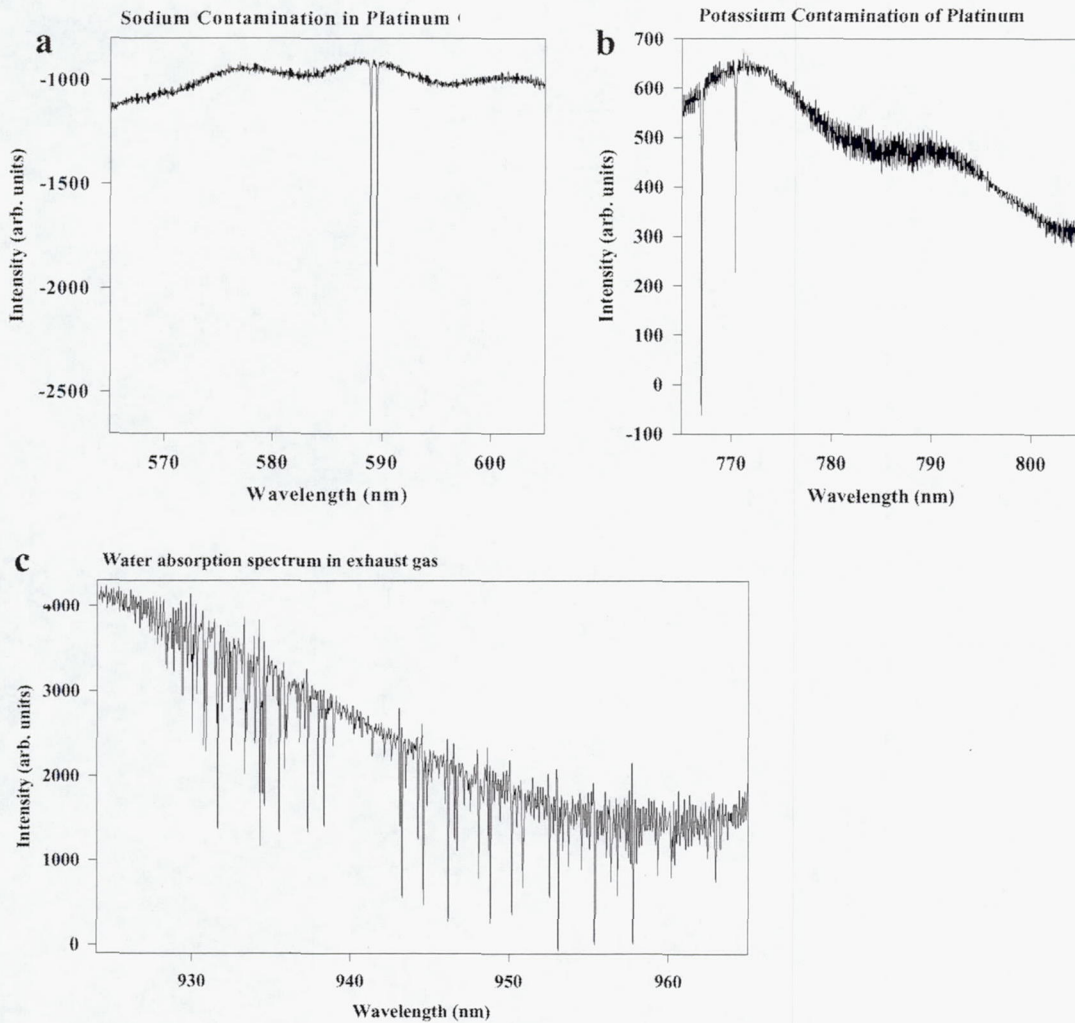 Sodium Contamination in Platinum
a
-1000
-1500
-2000
-2500
Intensity (arb. units)
570 580 590 600
Wavelength (nm)
Potassium Contamination of Platinum
b
700
600
500
400
300
200
100
0
-100
Intensity (arb. units)
770 780 790 800
Wavelength (nm)
c
Water absorption spectrum in exhaust gas
4000
3000
2000
1000
0
Intensity (arb. units)
930 940 950 960
Wavelength (nm)